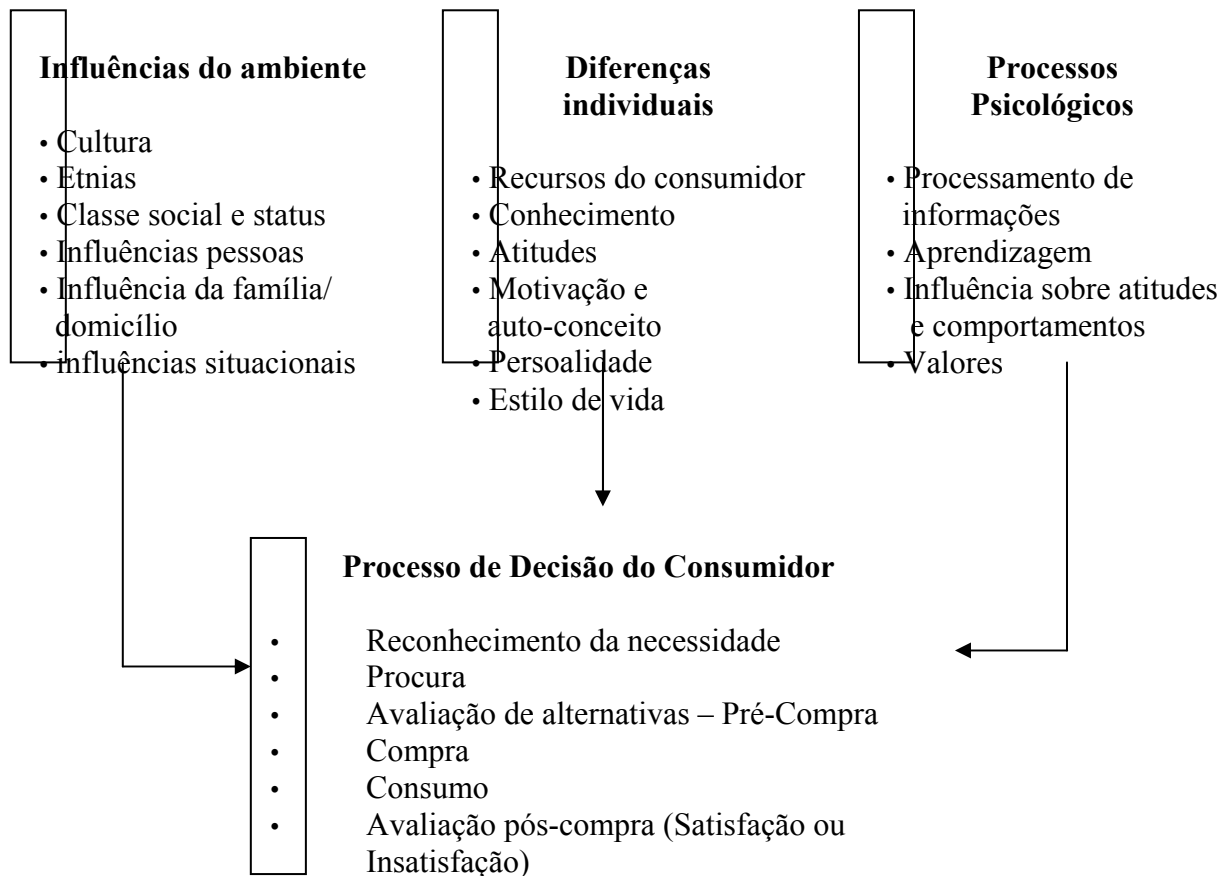 Influências do ambiente
• Cultura
• Etnias
• Classe social e status
• Influências pessoas
• Influência da família/
domicílio
• influências situacionais
Diferenças
individuais
• Recursos do consumidor
• Conhecimento
• Atitudes
• Motivação e
auto-conceito
• Persoalidade
• Estilo de vida
Processos
Psicológicos
• Processamento de
informações
• Aprendizagem
• Influência sobre atitudes
e comportamentos
• Valores
Processo de Decisão do Consumidor
• Reconhecimento da necessidade
• Procura
• Avaliação de alternativas – Pré-Compra
• Compra
• Consumo
• Avaliação pós-compra (Satisfação ou
Insatisfação)